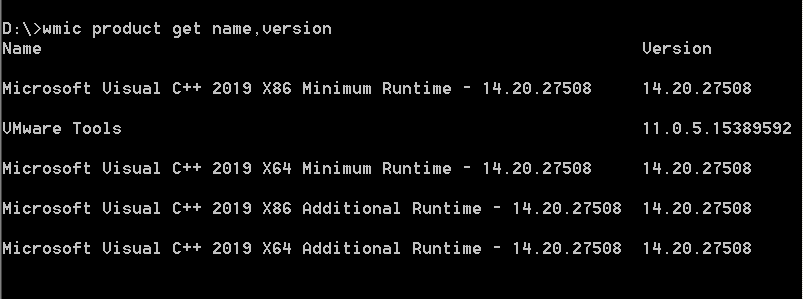 D:\>wmic product get name,version
Name Version
Microsoft Visual C++ 2019 X86 Minimum Runtime - 14.20.27508 14.20.27508
VMware Tools 11.0.5.15389592
Microsoft Visual C++ 2019 X64 Minimum Runtime - 14.20.27508 14.20.27508
Microsoft Visual C++ 2019 X86 Additional Runtime - 14.20.27508 14.20.27508
Microsoft Visual C++ 2019 X64 Additional Runtime - 14.20.27508 14.20.27508